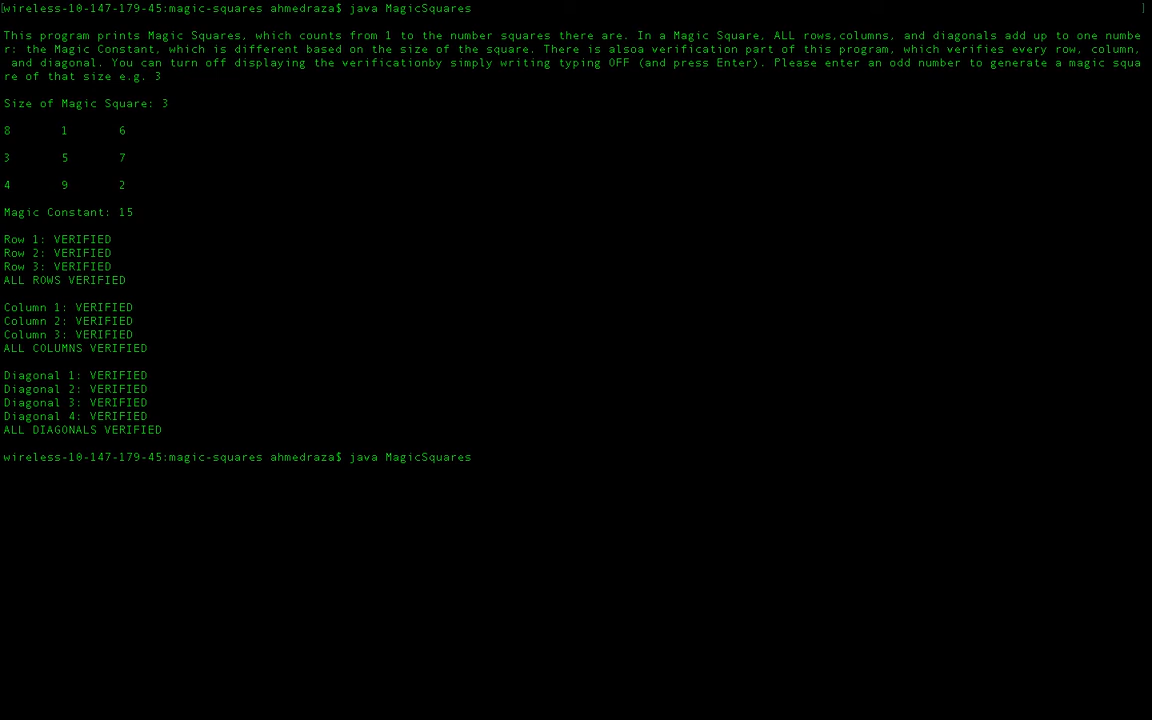 [wireless-10-147-179-45:magic-squares ahmedraza$ java MagicSquares ]
This program prints Magic Squares, which counts from 1 to the number squares there are. In a Magic Square, ALL rows,columns, and diagonals add up to one numbe
r: the Magic Constant, which is different based on the size of the square. There is alsoa verification part of this program, which verifies every row, column,
 and diagonal. You can turn off displaying the verificationby simply writing typing OFF (and press Enter). Please enter an odd number to generate a magic squa
re of that size e.g. 3
Size of Magic Square: 3
8 1 6
3 5 7
4 9 2
Magic Constant: 15
Row 1: VERIFIED
Row 2: VERIFIED
Row 3: VERIFIED
ALL ROWS VERIFIED
Column 1: VERIFIED
Column 2: VERIFIED
Column 3: VERIFIED
ALL COLUMNS VERIFIED
Diagonal 1: VERIFIED
Diagonal 2: VERIFIED
Diagonal 3: VERIFIED
Diagonal 4: VERIFIED
ALL DIAGONALS VERIFIED
wireless-10-147-179-45:magic-squares ahmedraza$ java MagicSquares